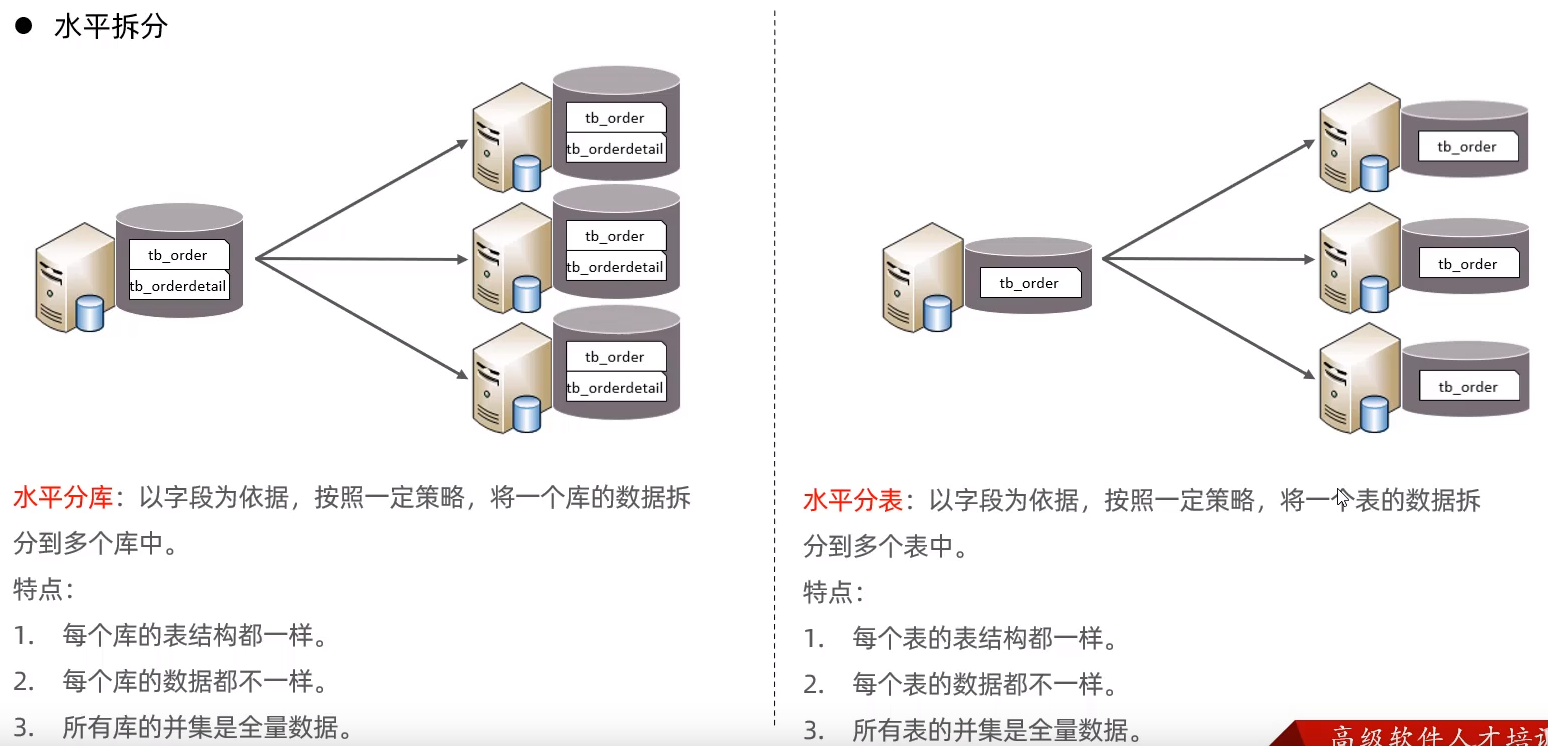 ● 水平拆分
tb_order
tb_orderdetail
tb_order
tb_orderdetail
tb_order
tb_orderdetail
tb_order
tb_orderdetail
水平分库：以字段为依据，按照一定策略，将一个库的数据拆
分到多个库中。
特点：
1. 每个库的表结构都一样。
2. 每个库的数据都不一样。
3. 所有库的并集是全量数据。
tb_order
tb_order
tb_order
tb_order
水平分表：以字段为依据，按照一定策略，将一个表的数据拆
分到多个表中。
特点：
1. 每个表的表结构都一样。
2. 每个表的数据都不一样。
3. 所有表的并集是全量数据。
高级软件人才培训